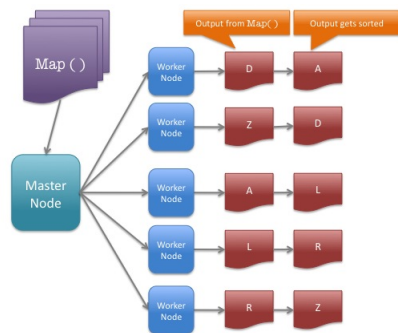 Output from Map()
Output gets sorted
Map()
Worker
Node
D
A
Worker
Node
Z
D
Master
Node
Worker
Node
A
L
Worker
Node
L
R
Worker
Node
R
Z